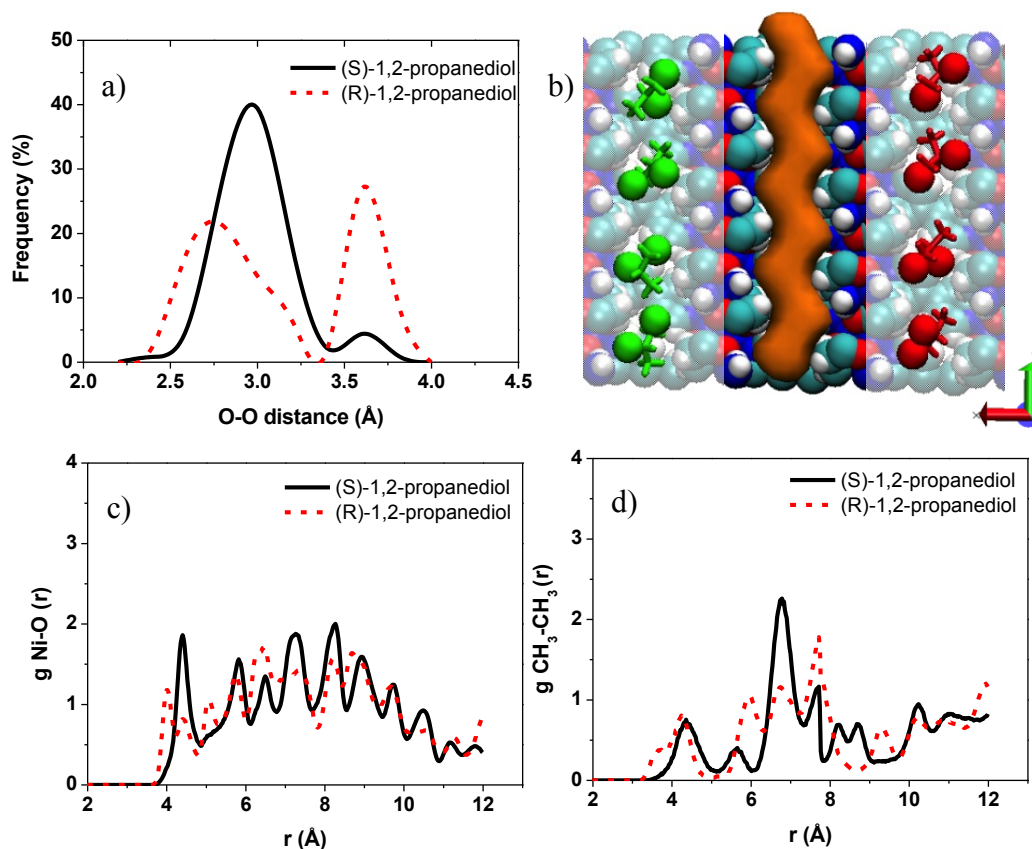 50
40
30
20
10
0
Frequency (%)
a)
(S)-1,2-propanediol
(R)-1,2-propanediol
2.0 2.5 3.0 3.5 4.0 4.5
O-O distance (Å)
b)
x
4
3
2
1
0
g Ni-O (r)
c)
(S)-1,2-propanediol
(R)-1,2-propanediol
2 4 6 8 10 12
r (Å)
4
3
2
1
0
g CH₃-CH₃ (r)
d)
(S)-1,2-propanediol
(R)-1,2-propanediol
2 4 6 8 10 12
r (Å)